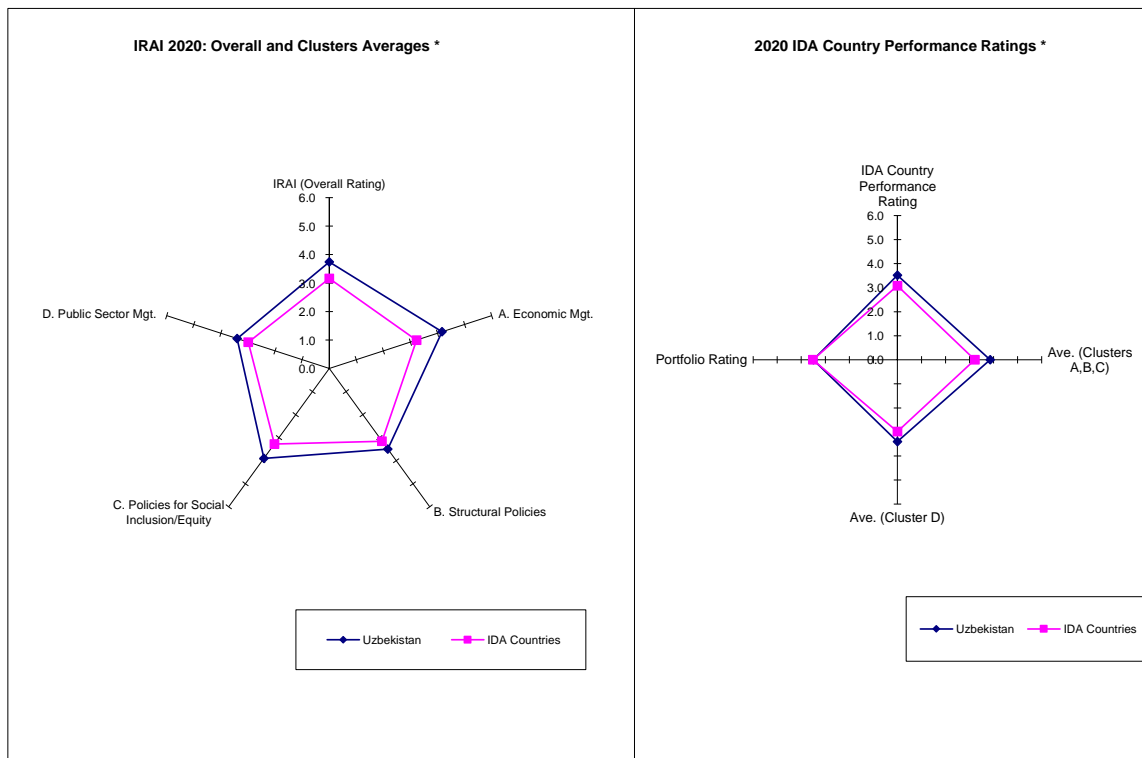 IRAI 2020: Overall and Clusters Averages *
IRAI (Overall Rating)
6.0
5.0
4.0
3.0
2.0
1.0
0.0
A. Economic Mgt.
B. Structural Policies
C. Policies for Social
Inclusion/Equity
D. Public Sector Mgt.
Uzbekistan
IDA Countries
2020 IDA Country Performance Ratings *
IDA Country
Performance
Rating
6.0
5.0
4.0
3.0
2.0
1.0
0.0
Ave. (Clusters
A,B,C)
Ave. (Cluster D)
Portfolio Rating
Uzbekistan
IDA Countries